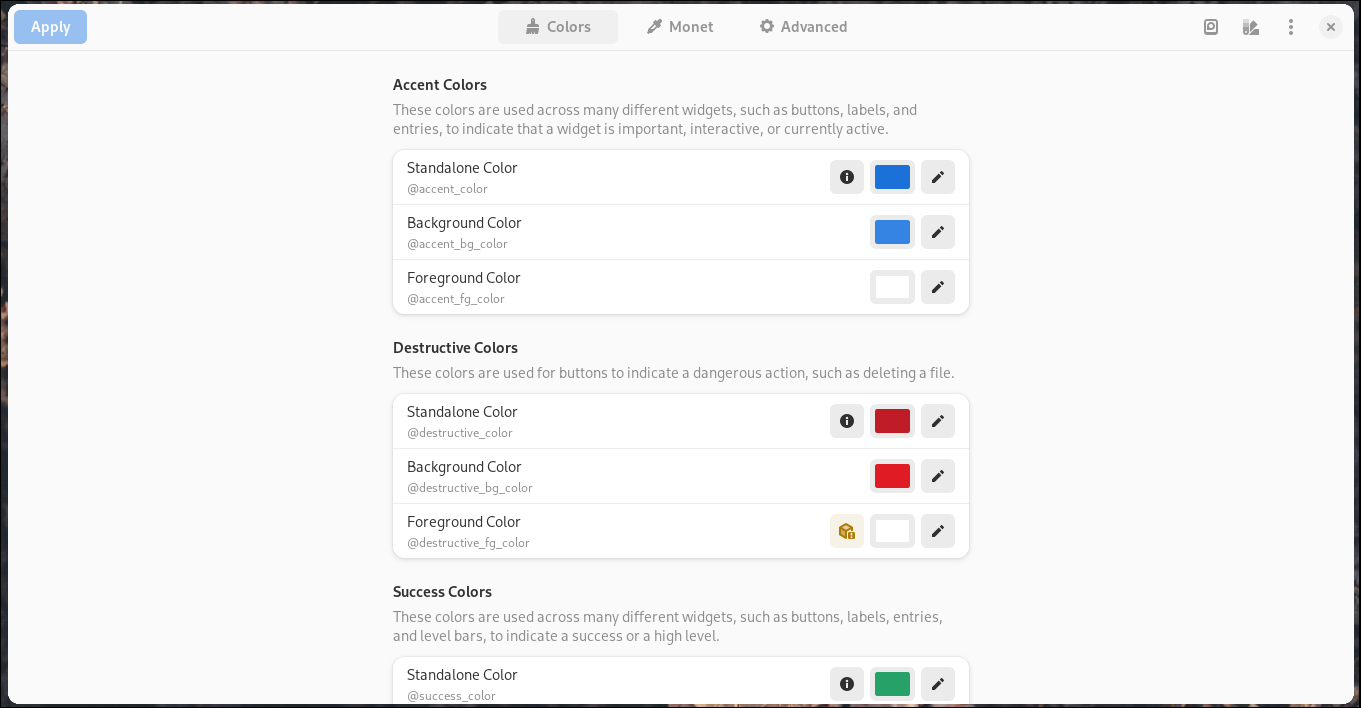 Apply
Colors
Monet
Advanced
Accent Colors
These colors are used across many different widgets, such as buttons, labels, and
entries, to indicate that a widget is important, interactive, or currently active.
Standalone Color
@accent_color
Background Color
@accent_bg_color
Foreground Color
@accent_fg_color
Destructive Colors
These colors are used for buttons to indicate a dangerous action, such as deleting a file.
Standalone Color
@destructive_color
Background Color
@destructive_bg_color
Foreground Color
@destructive_fg_color
Success Colors
These colors are used across many different widgets, such as buttons, labels, entries,
and level bars, to indicate a success or a high level.
Standalone Color
@success_color